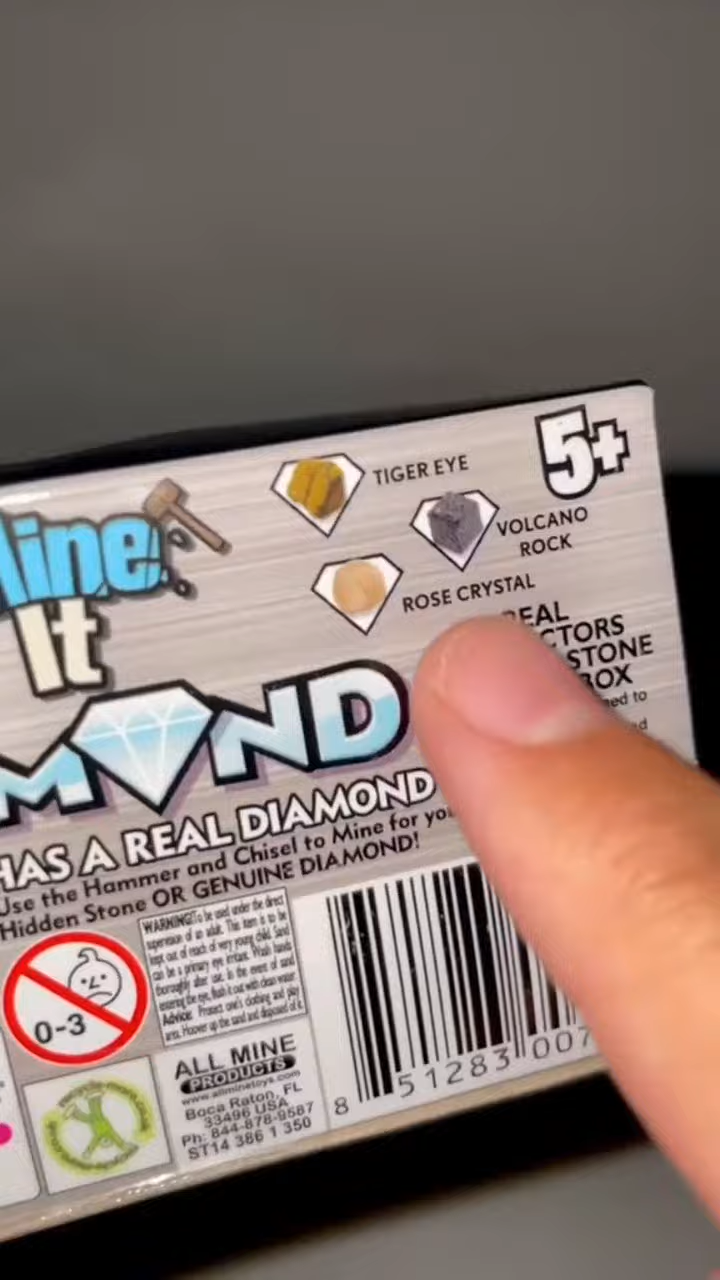 5+
TIGER EYE
VOLCANO
ROCK
ROSE CRYSTAL
Mine
It
REAL
STONE
BOX
HAS A REAL DIAMOND
Use the Hammer and Chisel to Mine for
Hidden Stone OR GENUINE DIAMOND!
WARNING! To be used under the direct
supervision of an adult. This item is to be
kept out of reach of very young child. Sand
can be a primary eye irritant. Wash hands
thoroughly after use. In the event of sand
entering the eye, flush it out with clean water.
Advice: Protect one's clothing and play
area. Hoover up the sand and disposed of it.
0-3
ALL MINE
PRODUCTS
www.allminetoys.com
Boca Raton, FL
33496 USA
Ph: 844-878-9587
ST14 386 1 350
8 51283 007